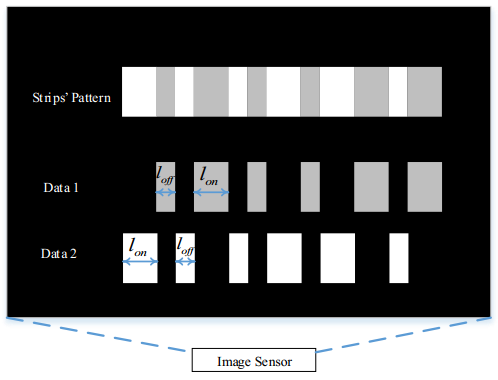 Strips' Pattern
Data 1
l_off l_on
Data 2
l_on l_off
Image Sensor